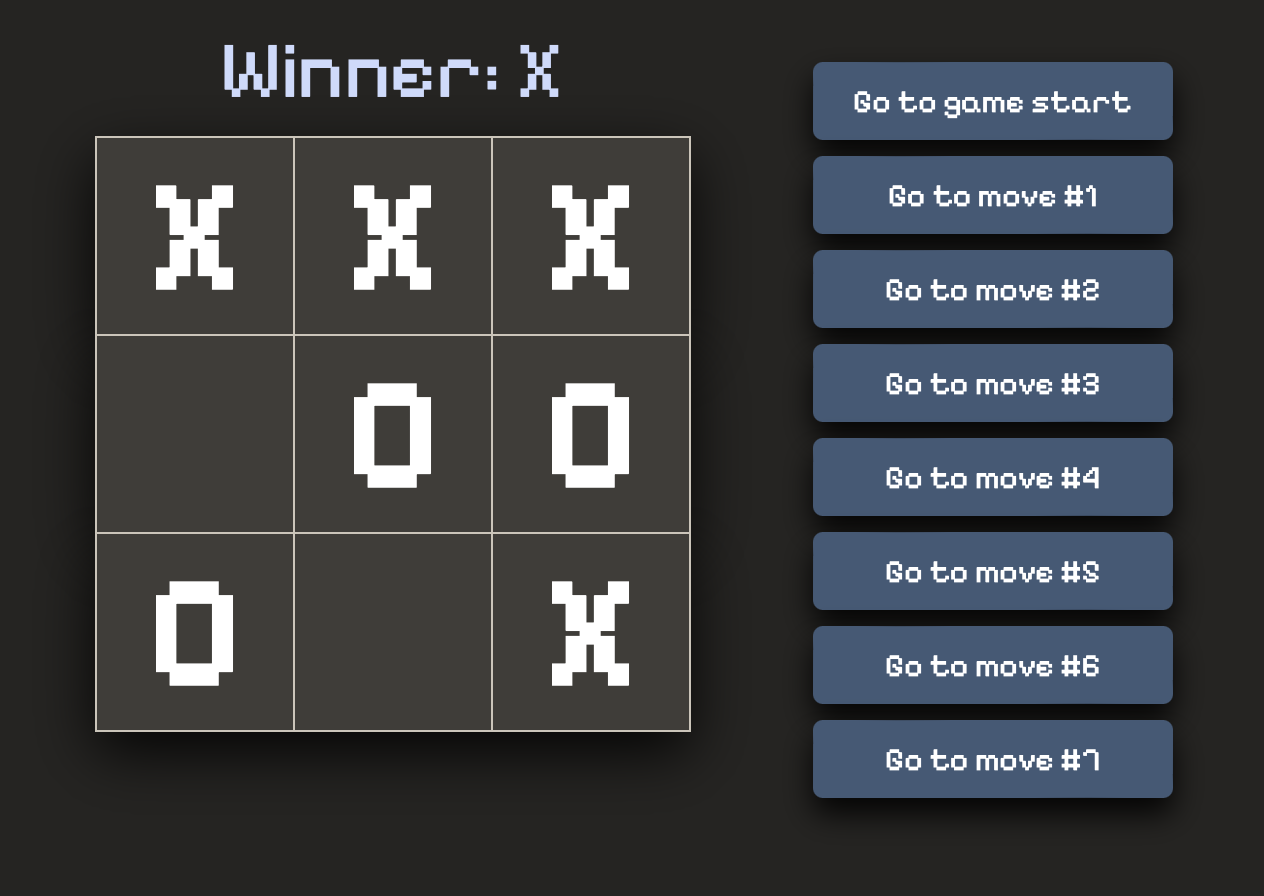 Winner: X
X X X
O O
O X
Go to game start
Go to move #1
Go to move #2
Go to move #3
Go to move #4
Go to move #5
Go to move #6
Go to move #7